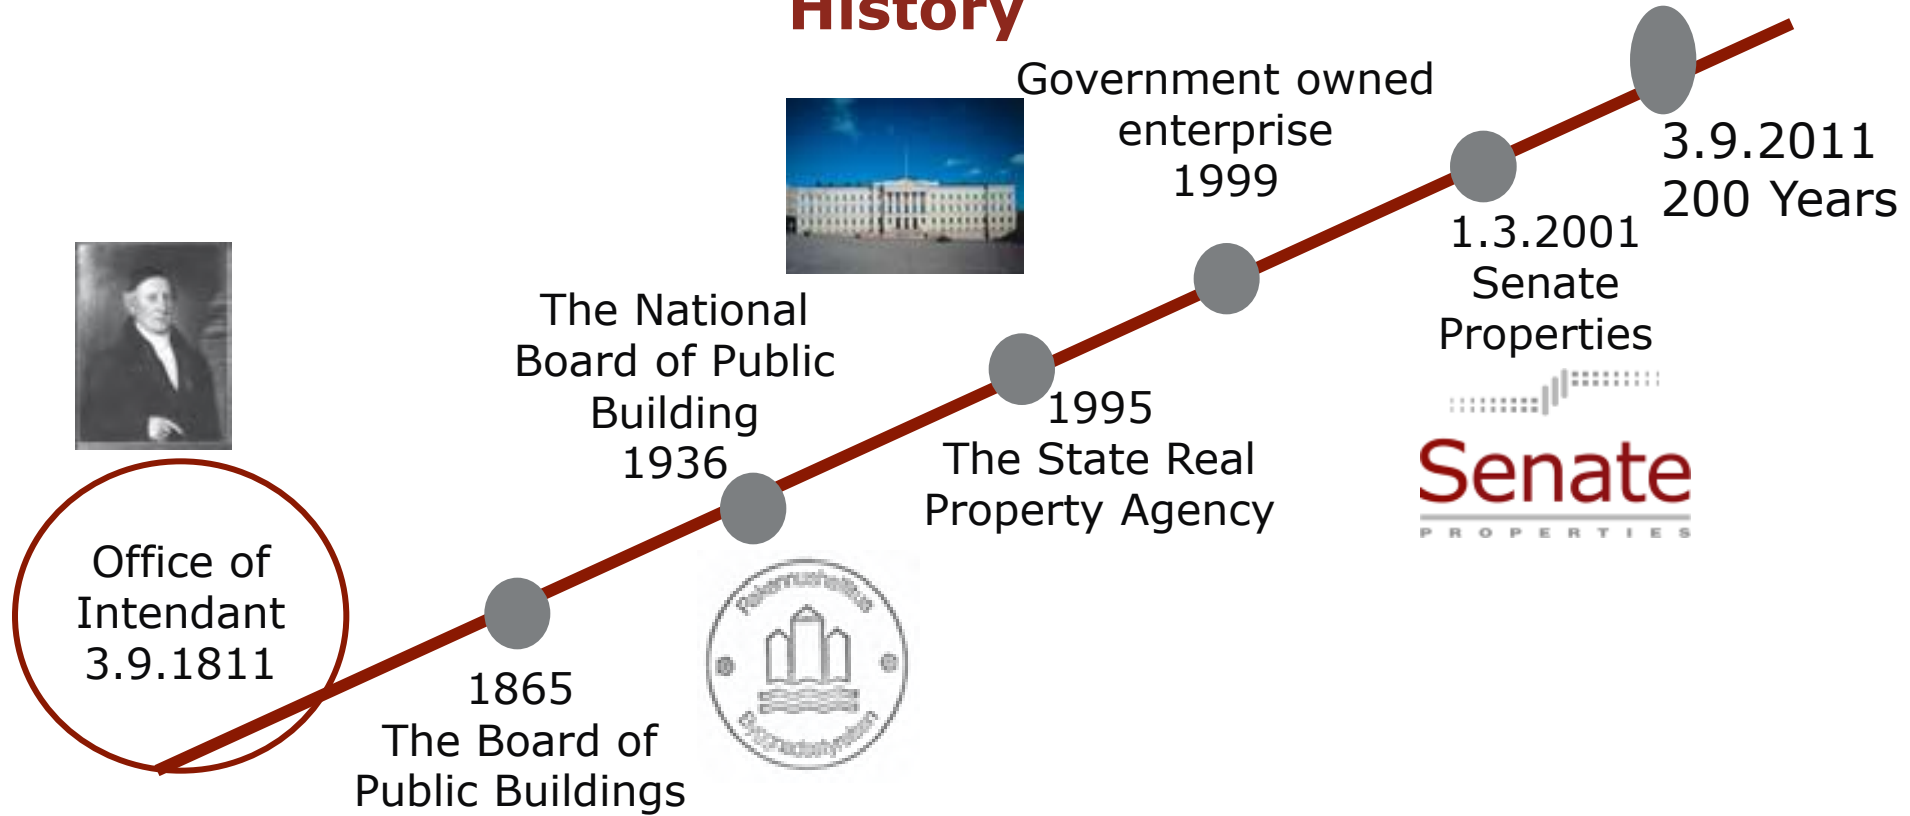 History
Government owned
enterprise
1999
3.9.2011
200 Years
1.3.2001
Senate
Properties
Senate
PROPERTIES
The National
Board of Public
Building
1936
1995
The State Real
Property Agency
Office of
Intendant
3.9.1811
1865
The Board of
Public Buildings
Rakennushallitus
Byggnadsstyrelsen